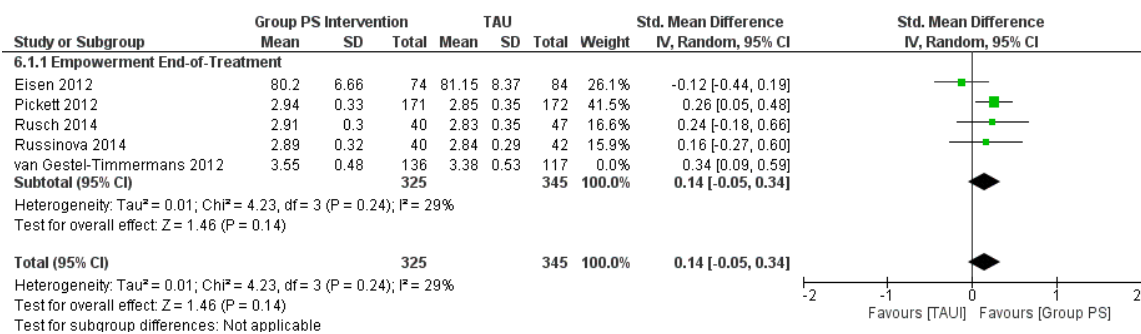 Group PS Intervention TAU Std. Mean Difference Std. Mean Difference
Study or Subgroup Mean SD Total Mean SD Total Weight IV, Random, 95% CI IV, Random, 95% CI
6.1.1 Empowerment End-of-Treatment
Eisen 2012 80.2 6.66 74 81.15 8.37 84 26.1% -0.12 [-0.44, 0.19]
Pickett 2012 2.94 0.33 171 2.85 0.35 172 41.5% 0.26 [0.05, 0.48]
Rusch 2014 2.91 0.3 40 2.83 0.35 47 16.6% 0.24 [-0.18, 0.66]
Russinova 2014 2.89 0.32 40 2.84 0.29 42 15.9% 0.16 [-0.27, 0.60]
van Gestel-Timmermans 2012 3.55 0.48 136 3.38 0.53 117 0.0% 0.34 [0.09, 0.59]
Subtotal (95% CI) 325 345 100.0% 0.14 [-0.05, 0.34]
Heterogeneity: Tau² = 0.01; Chi² = 4.23, df = 3 (P = 0.24); I² = 29%
Test for overall effect: Z = 1.46 (P = 0.14)
Total (95% CI) 325 345 100.0% 0.14 [-0.05, 0.34]
Heterogeneity: Tau² = 0.01; Chi² = 4.23, df = 3 (P = 0.24); I² = 29%
Test for overall effect: Z = 1.46 (P = 0.14)
Test for subgroup differences: Not applicable
-2 -1 0 1 2
Favours [TAUI] Favours [Group PS]